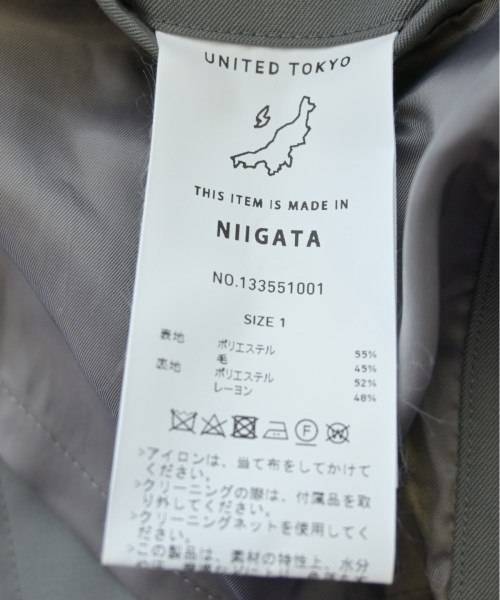 UNITED TOKYO
THIS ITEM IS MADE IN
NIIGATA
NO.133551001
SIZE 1
表地 ポリエステル 55%
毛 45%
裏地 ポリエステル 52%
レーヨン 48%
F W
>アイロンは、当て布をしてかけて
ください。
>クリーニングの際は、付属品を取
り外してください。
>クリーニングネットを使用してく
ださい。
>この製品は、素材の特性上、水分